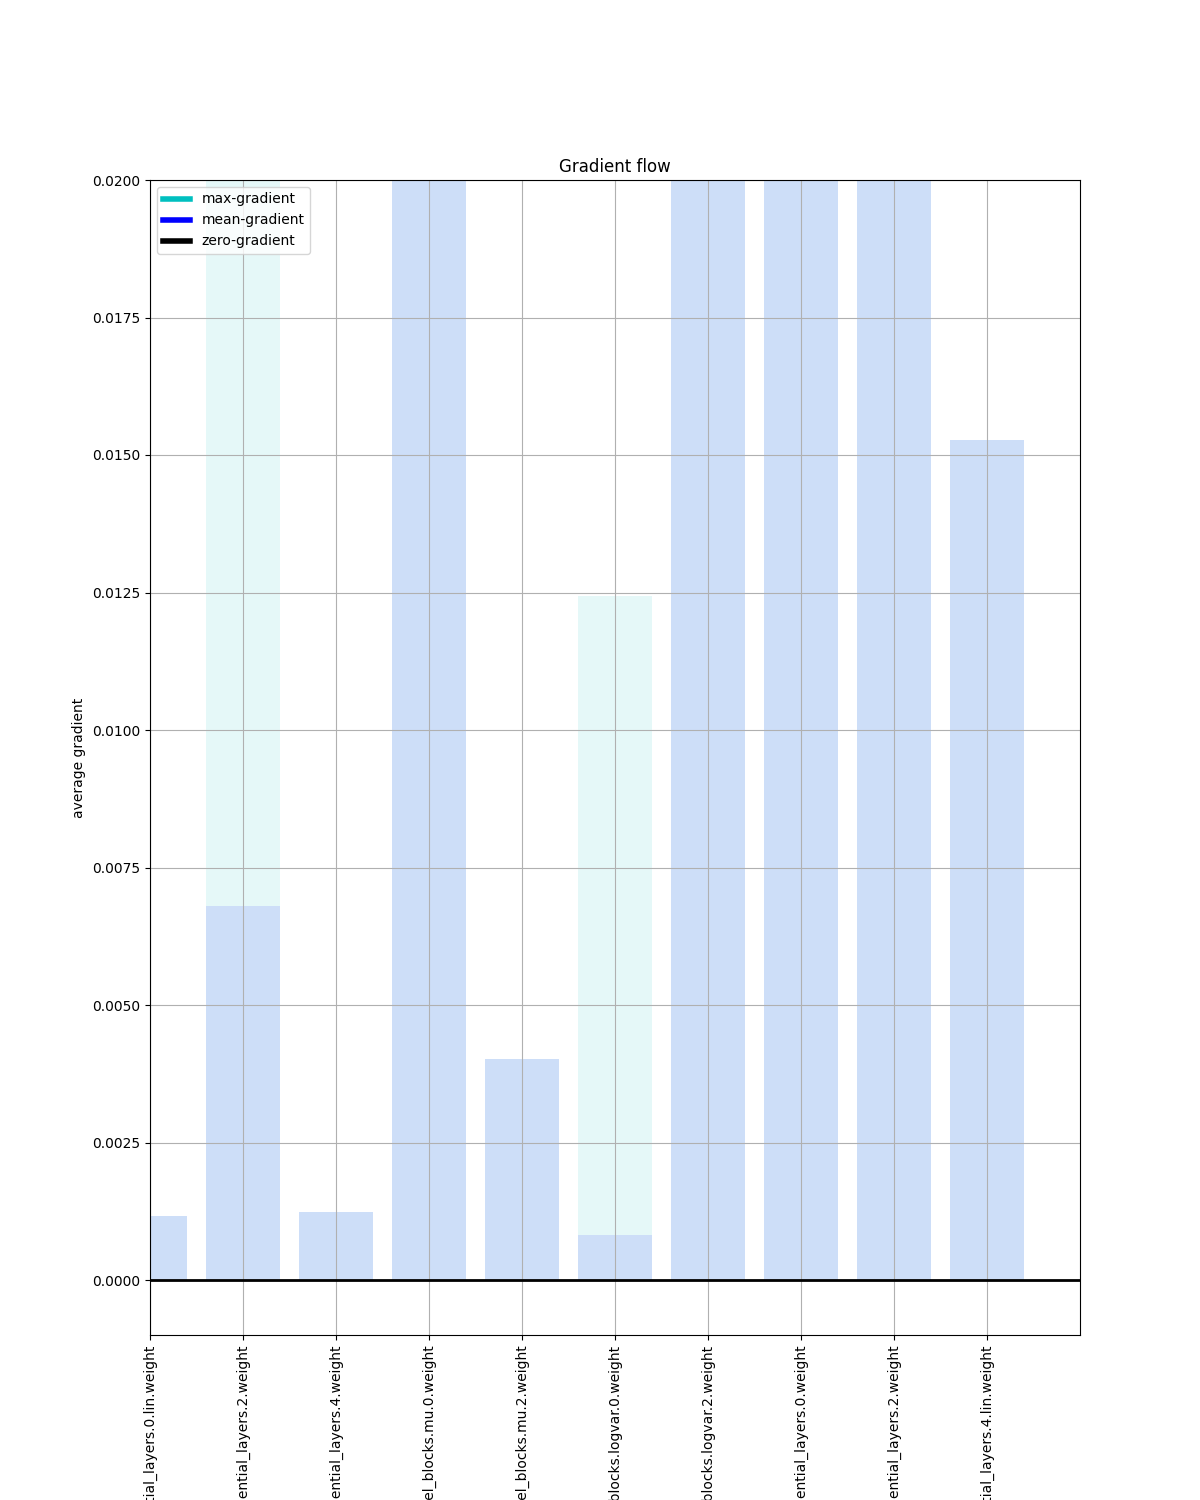 Gradient flow
max-gradient
mean-gradient
zero-gradient
0.0200
0.0175
0.0150
0.0125
0.0100
0.0075
0.0050
0.0025
0.0000
average gradient
tial_layers.0.lin.weight
ential_layers.2.weight
ential_layers.4.weight
el_blocks.mu.0.weight
el_blocks.mu.2.weight
blocks.logvar.0.weight
blocks.logvar.2.weight
ential_layers.0.weight
ential_layers.2.weight
tial_layers.4.lin.weight